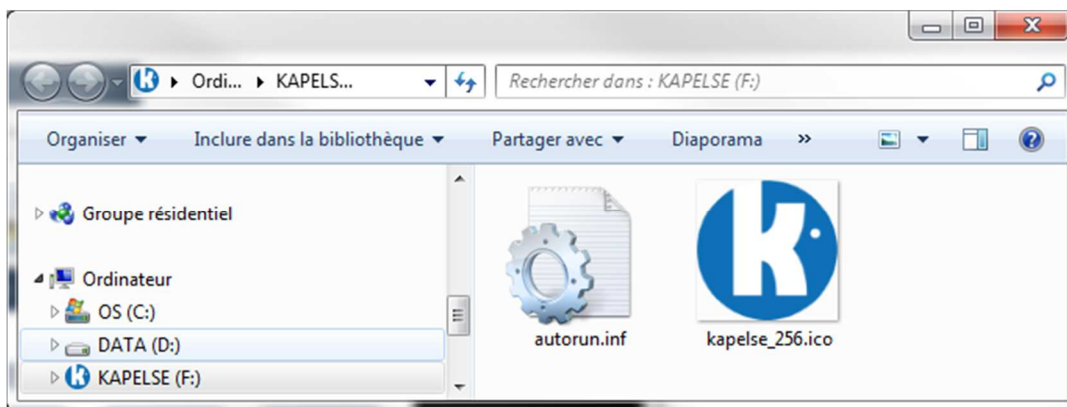 Ordi... KAPELS...
Rechercher dans : KAPELSE (F:)
Organiser Inclure dans la bibliothèque Partager avec Diaporama »
Groupe résidentiel
Ordinateur
OS (C:)
DATA (D:)
KAPELSE (F:)
autorun.inf
kapelse_256.ico